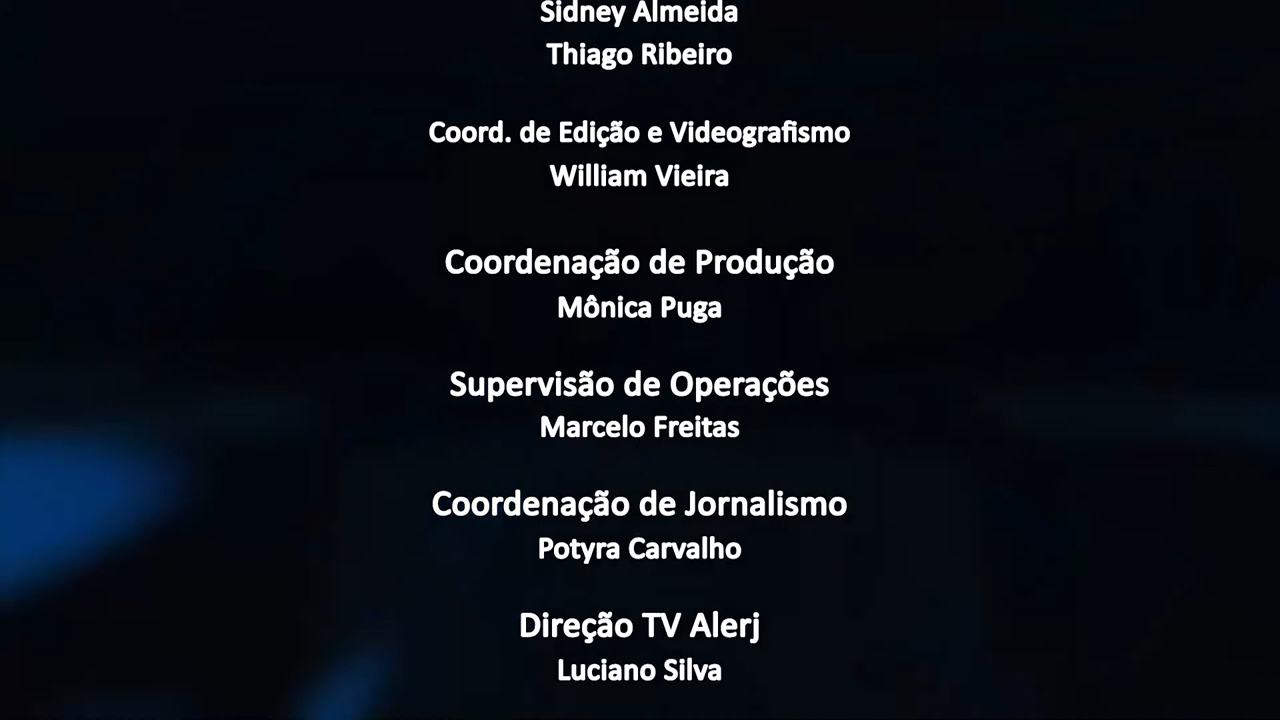 Sidney Almeida
Thiago Ribeiro
Coord. de Edição e Videografismo
William Vieira
Coordenação de Produção
Mônica Puga
Supervisão de Operações
Marcelo Freitas
Coordenação de Jornalismo
Potyra Carvalho
Direção TV Alerj
Luciano Silva